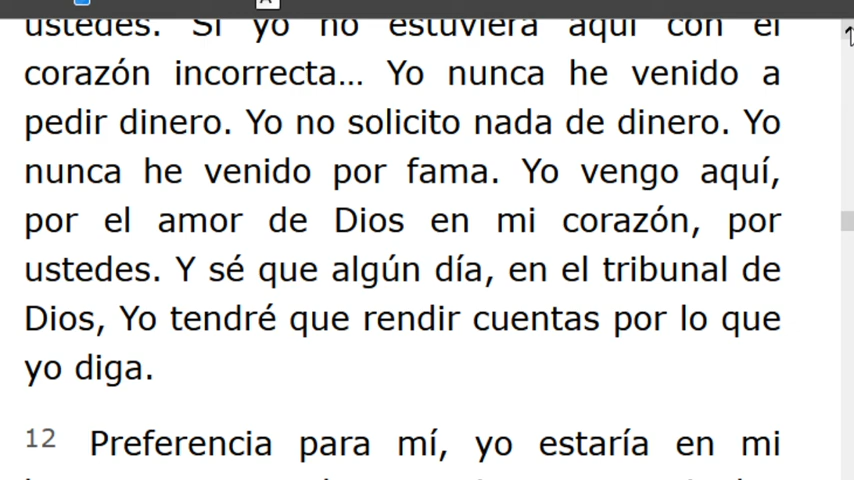 ustedes. Si yo no estuviera aquí con el
corazón incorrecta... Yo nunca he venido a
pedir dinero. Yo no solicito nada de dinero. Yo
nunca he venido por fama. Yo vengo aquí,
por el amor de Dios en mi corazón, por
ustedes. Y sé que algún día, en el tribunal de
Dios, Yo tendré que rendir cuentas por lo que
yo diga.
12 Preferencia para mí, yo estaría en mi